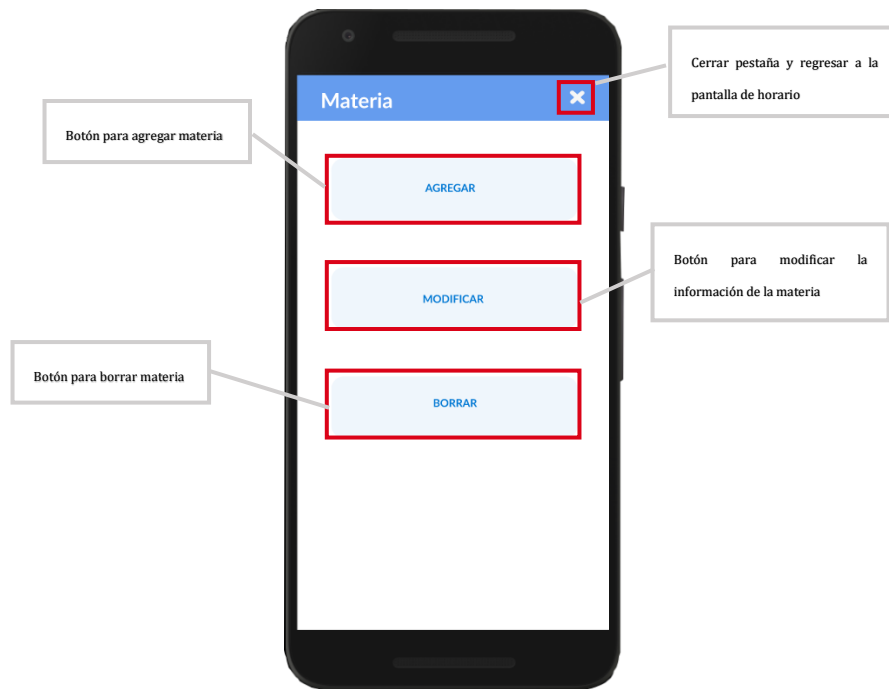 Cerrar pestaña y regresar a la
pantalla de horario
Materia
Botón para agregar materia
AGREGAR
Botón para modificar la
información de la materia
MODIFICAR
Botón para borrar materia
BORRAR